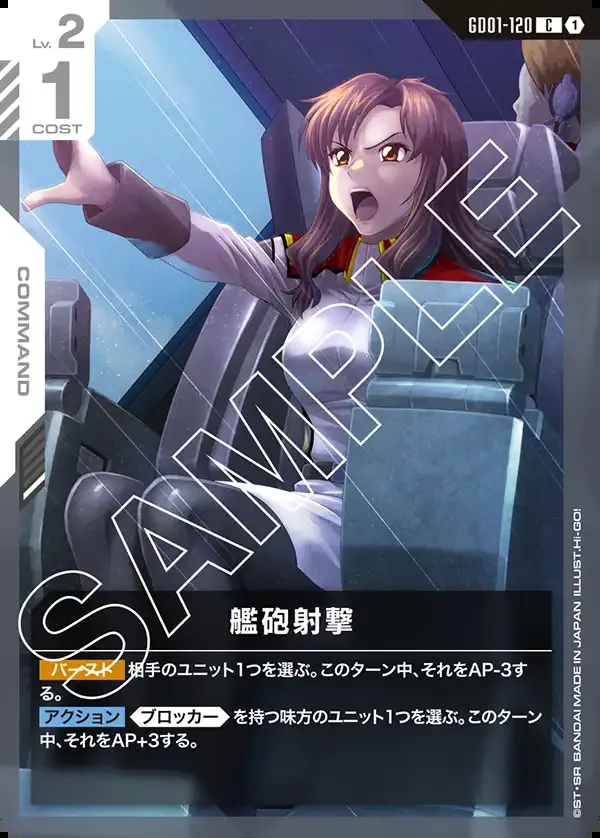 GD01-120 C 1
Lv. 2
1
COST
COMMAND
SAMPLE
艦砲射撃
バースト 相手のユニット1つを選ぶ。このターン中、それをAP-3す
る。
アクション ブロッカー を持つ味方のユニット1つを選ぶ。このターン
中、それをAP+3する。
©ST・SR BANDAI MADE IN JAPAN ILLUST.Hi-GO!